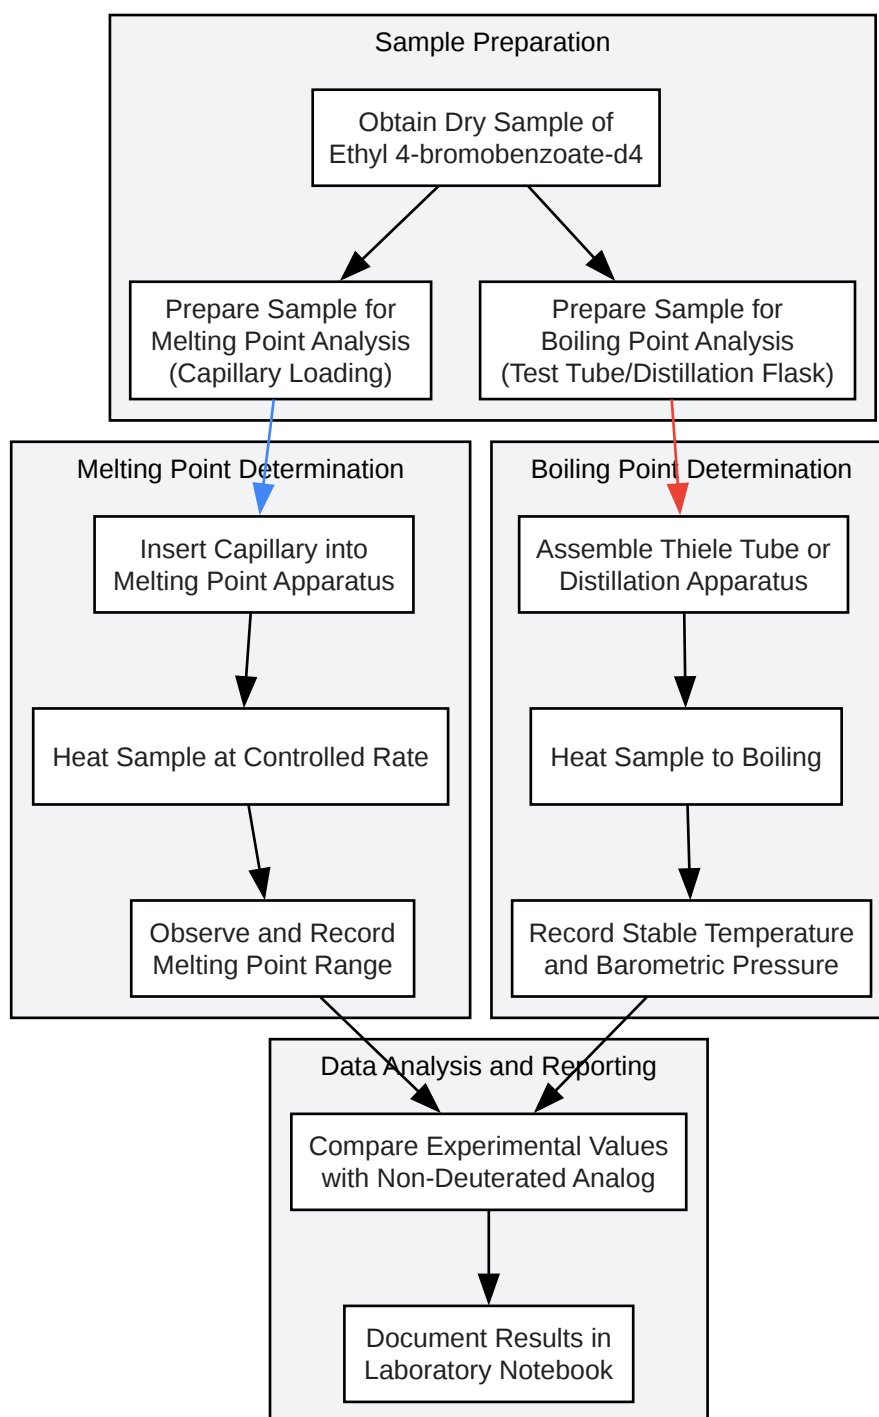 Sample Preparation
Obtain Dry Sample of
Ethyl 4-bromobenzoate-d4
Prepare Sample for
Melting Point Analysis
(Capillary Loading)
Prepare Sample for
Boiling Point Analysis
(Test Tube/Distillation Flask)
Melting Point Determination
Insert Capillary into
Melting Point Apparatus
Heat Sample at Controlled Rate
Observe and Record
Melting Point Range
Boiling Point Determination
Assemble Thiele Tube or
Distillation Apparatus
Heat Sample to Boiling
Record Stable Temperature
and Barometric Pressure
Data Analysis and Reporting
Compare Experimental Values
with Non-Deuterated Analog
Document Results in
Laboratory Notebook